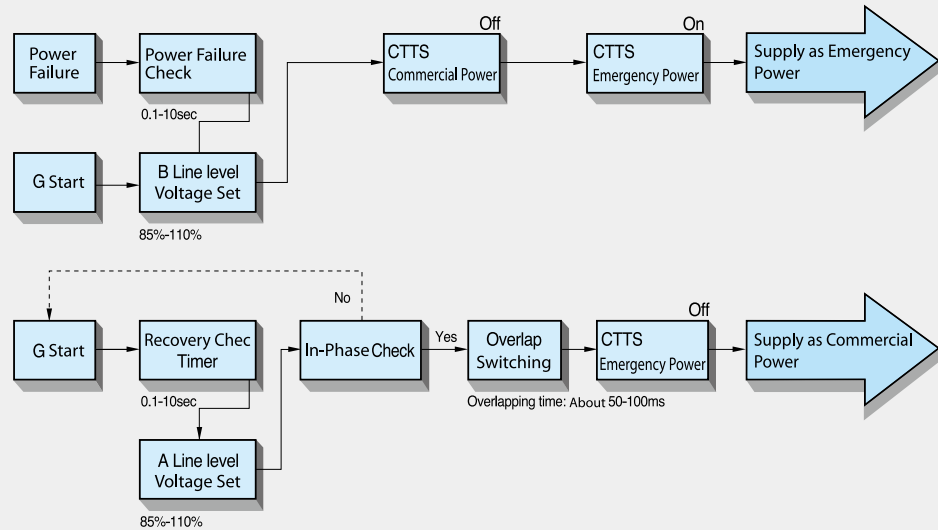 Power
Failure
Power Failure
Check
0.1-10sec
G Start
B Line level
Voltage Set
85%-110%
Off
CTTS
Commercial Power
On
CTTS
Emergency Power
Supply as Emergency
Power
No
G Start
Recovery Chec
Timer
0.1-10sec
A Line level
Voltage Set
85%-110%
In-Phase Check
Yes
Overlap
Switching
Overlapping time: About 50-100ms
Off
CTTS
Emergency Power
Supply as Commercial
Power